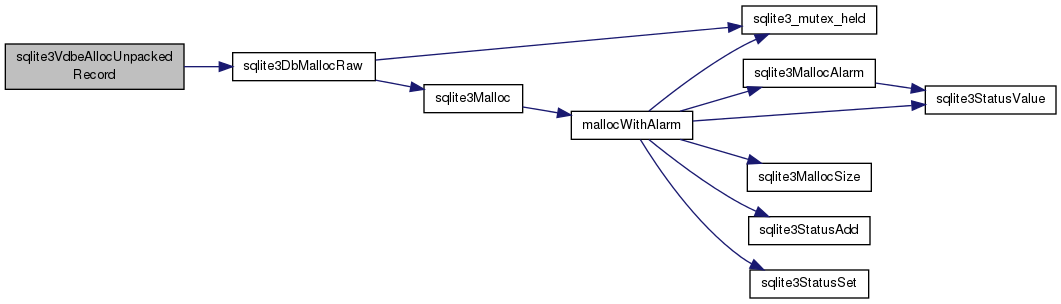 sqlite3VdbeAllocUnpacked
Record
sqlite3DbMallocRaw
sqlite3Malloc
mallocWithAlarm
sqlite3_mutex_held
sqlite3MallocAlarm
sqlite3StatusValue
sqlite3MallocSize
sqlite3StatusAdd
sqlite3StatusSet